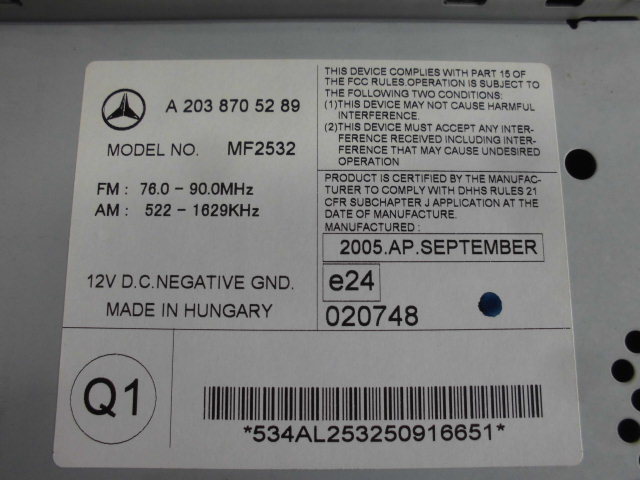 A 203 870 52 89
MODEL NO. MF2532
FM : 76.0 - 90.0MHz
AM : 522 - 1629KHz
12V D.C.NEGATIVE GND.
MADE IN HUNGARY
THIS DEVICE COMPLIES WITH PART 15 OF
THE FCC RULES.OPERATION IS SUBJECT
TO THE FOLLOWING TWO CONDITIONS:
(1)THIS DEVICE MAY NOT CAUSE HARMFUL
INTERFERENCE.
(2)THIS DEVICE MUST ACCEPT ANY INTER-
FERENCE RECEIVED INCLUDING INTER-
FERENCE THAT MAY CAUSE UNDESIRED
OPERATION
PRODUCT IS CERTIFIED BY THE MANUFAC-
TURER TO COMPLY WITH DHHS RULES 21
CFR SUBCHAPTER J APPLICATION AT THE
DATE OF MANUFACTURE.
MANUFACTURED :
2005.AP.SEPTEMBER
e24
020748
Q1
*534AL253250916651*